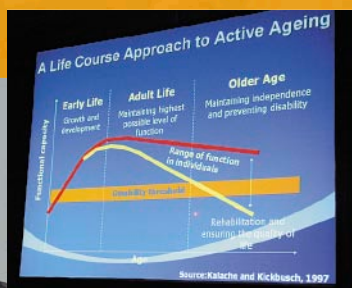 A Life Course Approach to Active Ageing
Early Life
Growth and
development
Adult Life
Maintaining highest
possible level of
function
Older Age
Maintaining independence
and preventing disability
Functional capacity
Range of function
in individuals
Disability threshold
Rehabilitation and
ensuring the quality of
life
Age
Source:Kalache and Kickbusch, 1997